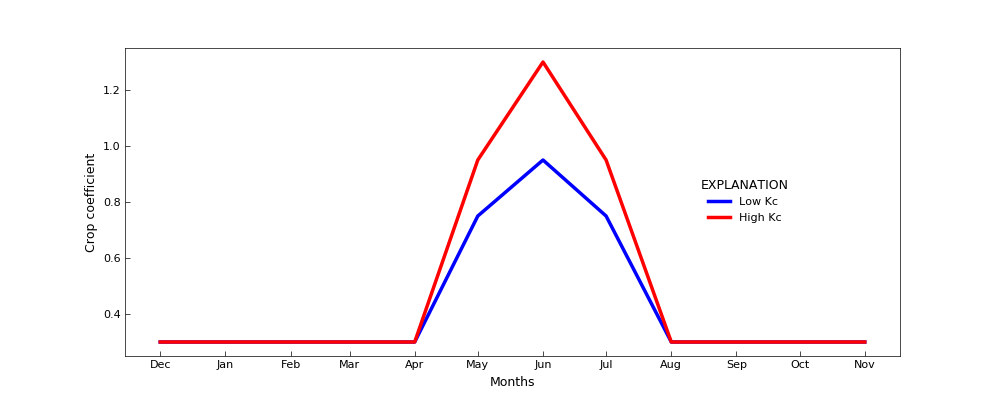 1.2
1.0
0.8
0.6
0.4
Crop coefficient
EXPLANATION
Low Kc
High Kc
Dec Jan Feb Mar Apr May Jun Jul Aug Sep Oct Nov
Months